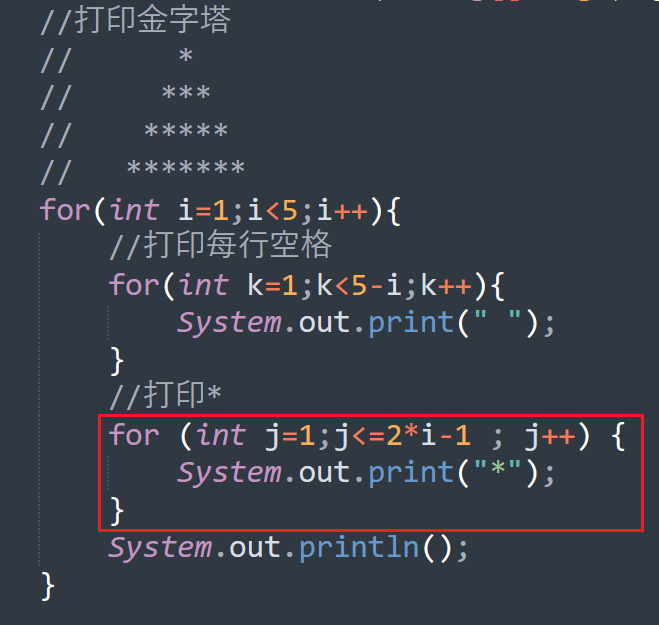 //打印金字塔
//      *
//     ***
//    *****
//   *******
for(int i=1;i<5;i++){
    //打印每行空格
    for(int k=1;k<5-i;k++){
        System.out.print(" ");
    }
    //打印*
    for (int j=1;j<=2*i-1 ; j++) {
        System.out.print("*");
    }
    System.out.println();
}